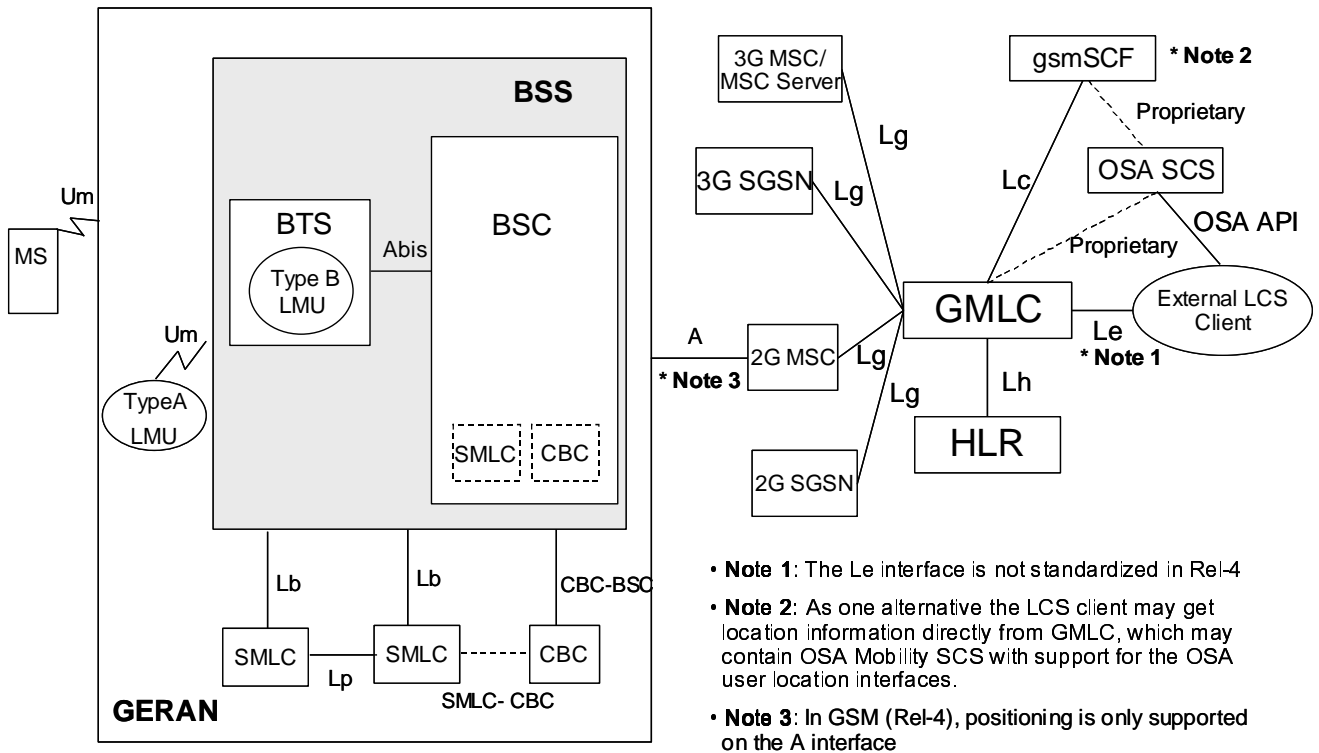 BSS
BSC
BTS
Type B
LMU
Abis
Um
MS
Um
TypeA
LMU
SMLC
CBC
Lb
Lb
CBC-BSC
SMLC
SMLC
CBC
Lp
SMLC- CBC
GERAN
A
* Note 3
3G MSC/
MSC Server
3G SGSN
2G MSC
2G SGSN
Lg
Lg
Lg
Lg
gsmSCF
* Note 2
Proprietary
Lc
OSA SCS
OSA API
Proprietary
GMLC
External LCS
Client
Le
* Note 1
Lh
HLR
• Note 1: The Le interface is not standardized in Rel-4
• Note 2: As one alternative the LCS client may get
location information directly from GMLC, which may
contain OSA Mobility SCS with support for the OSA
user location interfaces.
• Note 3: In GSM (Rel-4), positioning is only supported
on the A interface